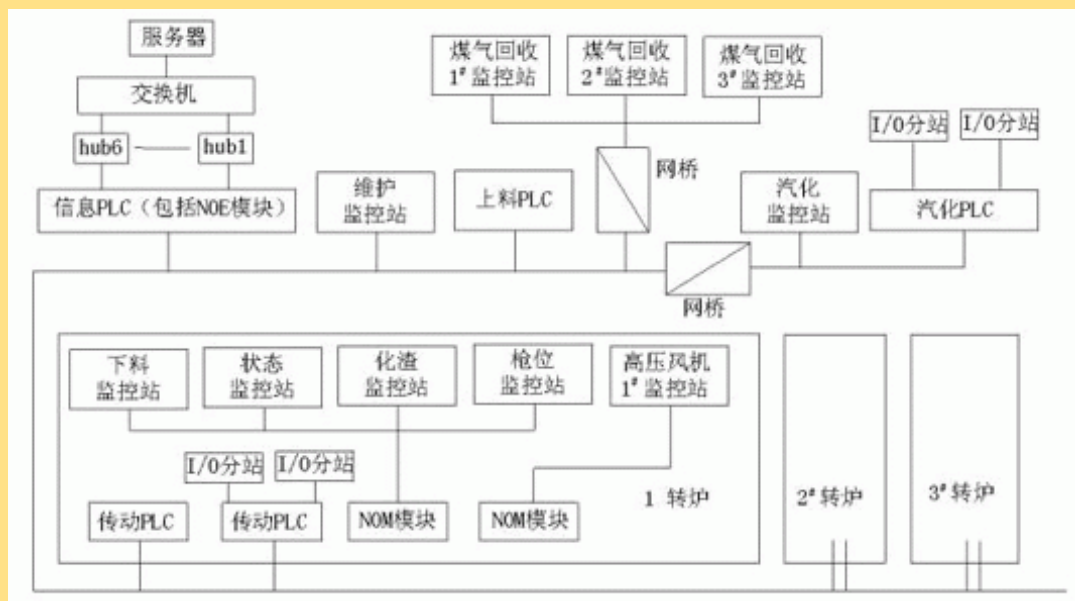 服务器
交换机
hub6
hub1
信息PLC（包括NOE模块）
维护
监控站
上料PLC
煤气回收
1#监控站
煤气回收
2#监控站
煤气回收
3#监控站
网桥
I/O分站
I/O分站
汽化
监控站
汽化PLC
网桥
下料
监控站
状态
监控站
化渣
监控站
枪位
监控站
高压风机
1#监控站
I/O分站
I/O分站
传动PLC
传动PLC
NOM模块
NOM模块
1 转炉
2#转炉
3#转炉